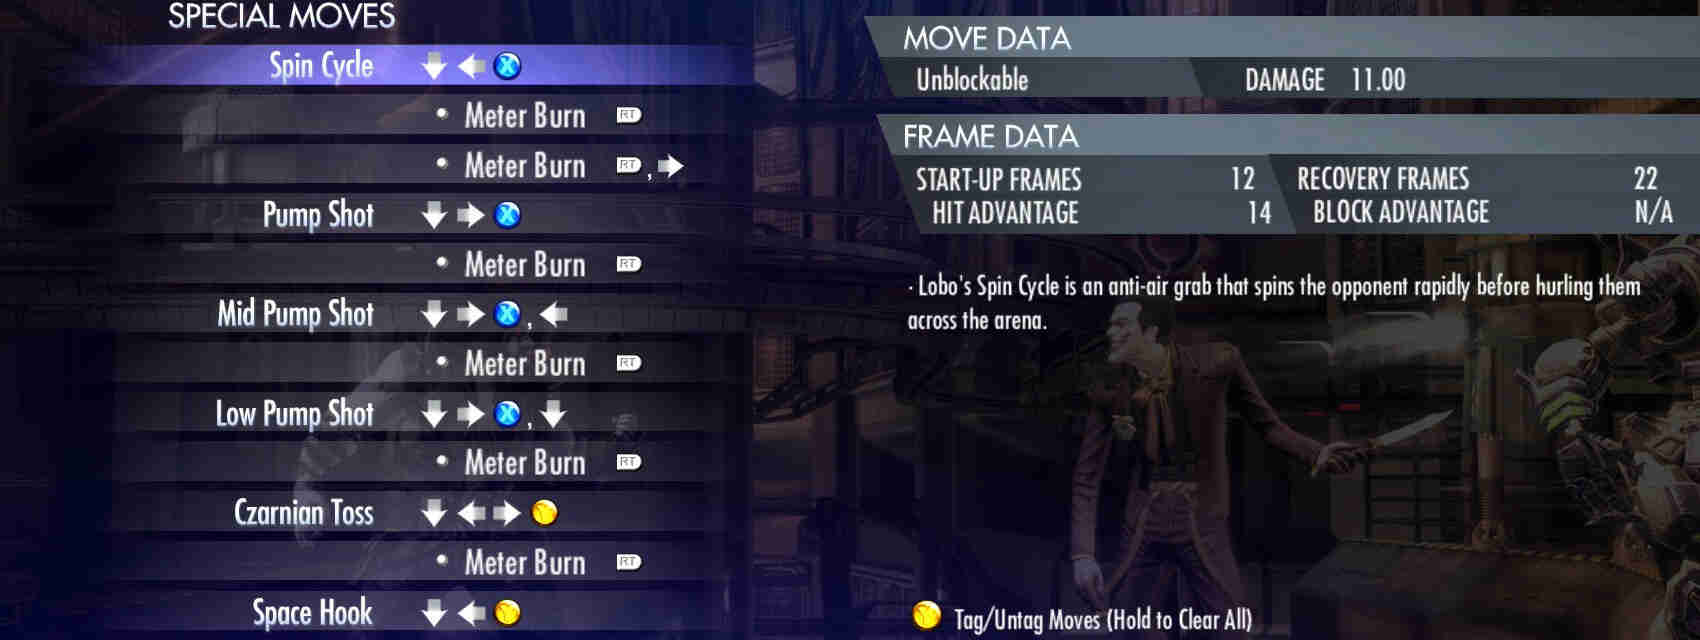 SPECIAL MOVES
Spin Cycle X
Meter Burn RT
Meter Burn RT ,
Pump Shot X
Meter Burn RT
Mid Pump Shot X ,
Meter Burn RT
Low Pump Shot X ,
Meter Burn RT
Czarnian Toss Y
Meter Burn RT
Space Hook Y
MOVE DATA
Unblockable DAMAGE 11.00
FRAME DATA
START-UP FRAMES 12 RECOVERY FRAMES 22
HIT ADVANTAGE 14 BLOCK ADVANTAGE N/A
· Lobo's Spin Cycle is an anti-air grab that spins the opponent rapidly before hurling them
across the arena.
Y Tag/Untag Moves (Hold to Clear All)